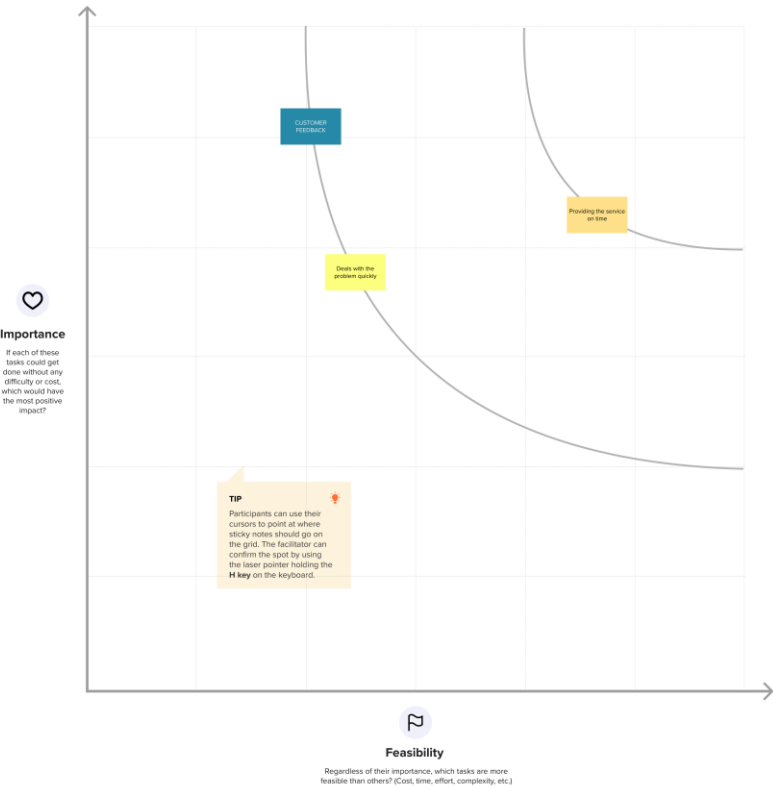 CUSTOMER
FEEDBACK
Providing the service
on time
Deals with the
problem quickly
Importance
If each of these
tasks could get
done without any
difficulty or cost,
which would have
the most positive
impact?
TIP
Participants can use their
cursors to point at where
sticky notes should go on
the grid. The facilitator can
confirm the spot by using
the laser pointer holding the
H key on the keyboard.
Feasibility
Regardless of their importance, which tasks are more
feasible than others? (Cost, time, effort, complexity, etc.)